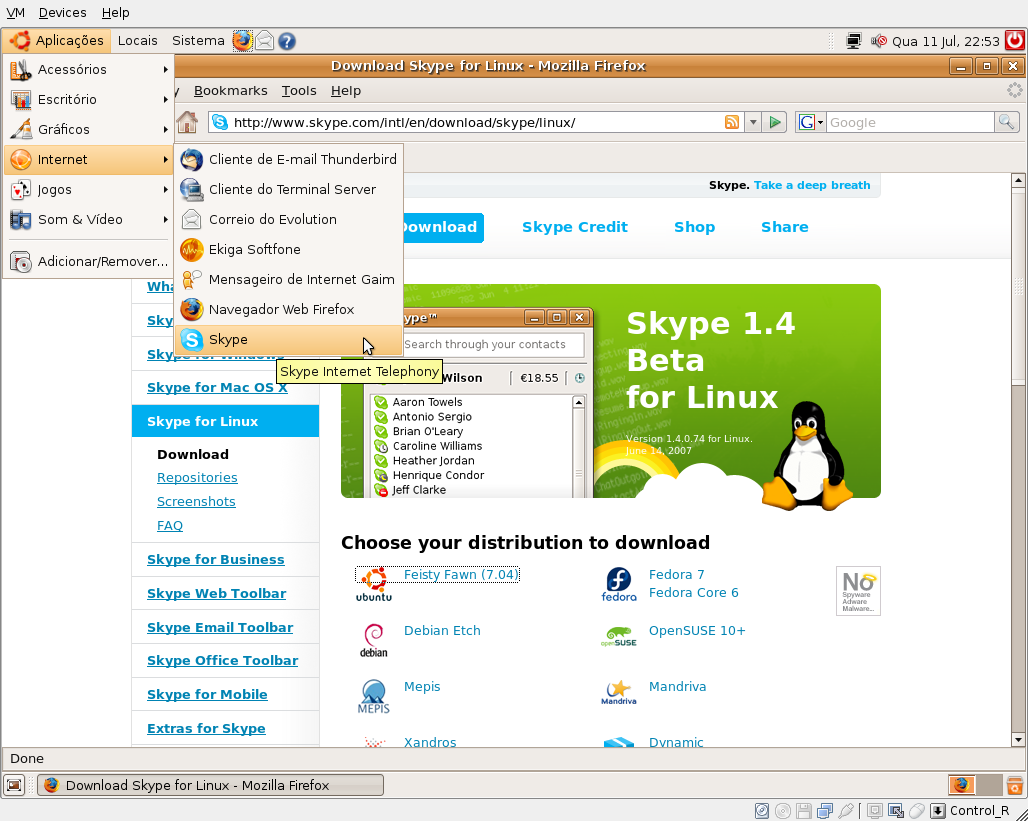 VM Devices Help
Aplicações Locais Sistema Qua 11 Jul, 22:53
Download Skype for Linux - Mozilla Firefox
Bookmarks Tools Help
http://www.skype.com/intl/en/download/skype/linux/
Google
Acessórios
Escritório
Gráficos
Internet
Jogos
Som & Vídeo
Adicionar/Remover...
Cliente de E-mail Thunderbird
Cliente do Terminal Server
Correio do Evolution
Ekiga Softfone
Mensageiro de Internet Gaim
Navegador Web Firefox
Skype
Skype Internet Telephony
Skype. Take a deep breath
Download Skype Credit Shop Share
Skype for Windows
Skype for Mac OS X
Skype for Linux
Download
Repositories
Screenshots
FAQ
Skype for Business
Skype Web Toolbar
Skype Email Toolbar
Skype Office Toolbar
Skype for Mobile
Extras for Skype
Search through your contacts
Wilson €18.55
Aaron Towels
Antonio Sergio
Brian O'Leary
Caroline Williams
Heather Jordan
Henrique Condor
Jeff Clarke
Skype 1.4
Beta
for Linux
Version 1.4.0.74 for Linux.
June 14, 2007
Choose your distribution to download
ubuntu
Feisty Fawn (7.04)
fedora
Fedora 7
Fedora Core 6
No
Spyware
Adware
Malware...
debian
Debian Etch
openSUSE
OpenSUSE 10+
MEPIS
Mepis
Mandriva
Mandriva
Xandros
Dynamic
Done
Download Skype for Linux - Mozilla Firefox
Control_R